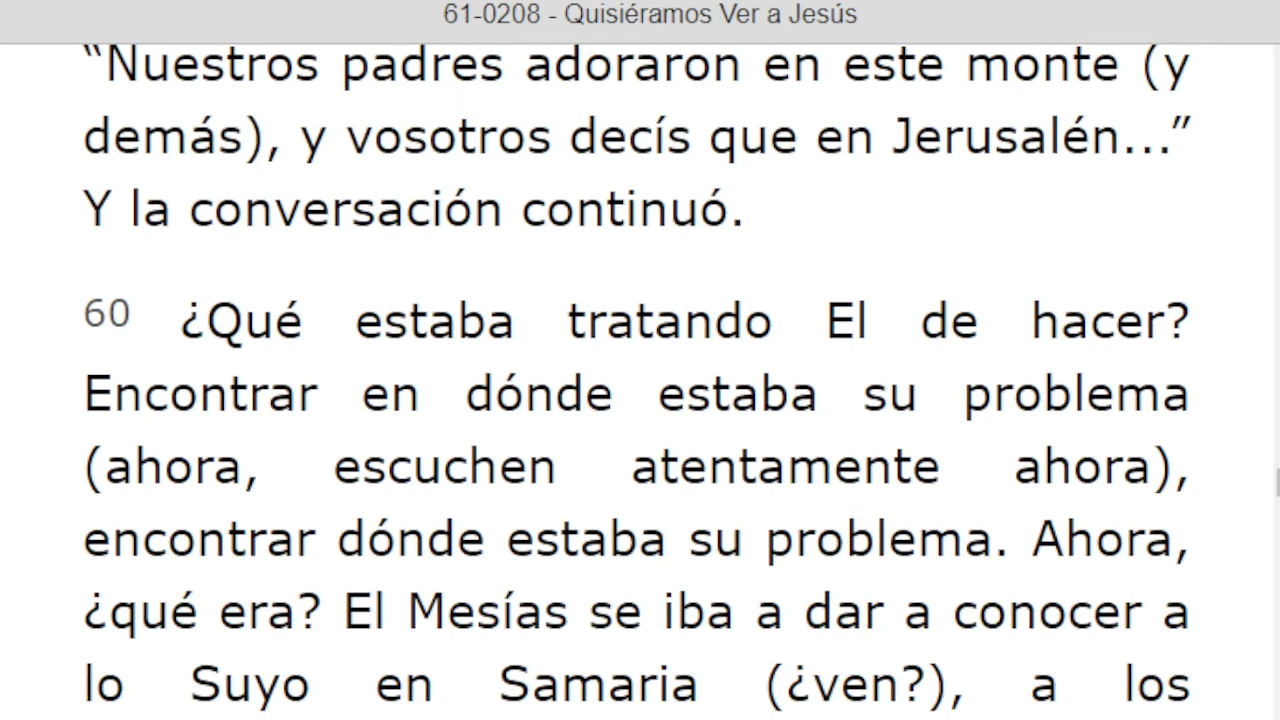 61-0208 - Quisiéramos Ver a Jesús
“Nuestros padres adoraron en este monte (y
demás), y vosotros decís que en Jerusalén...”
Y la conversación continuó.
60 ¿Qué estaba tratando El de hacer?
Encontrar en dónde estaba su problema
(ahora, escuchen atentamente ahora),
encontrar dónde estaba su problema. Ahora,
¿qué era? El Mesías se iba a dar a conocer a
lo Suyo en Samaria (¿ven?), a los